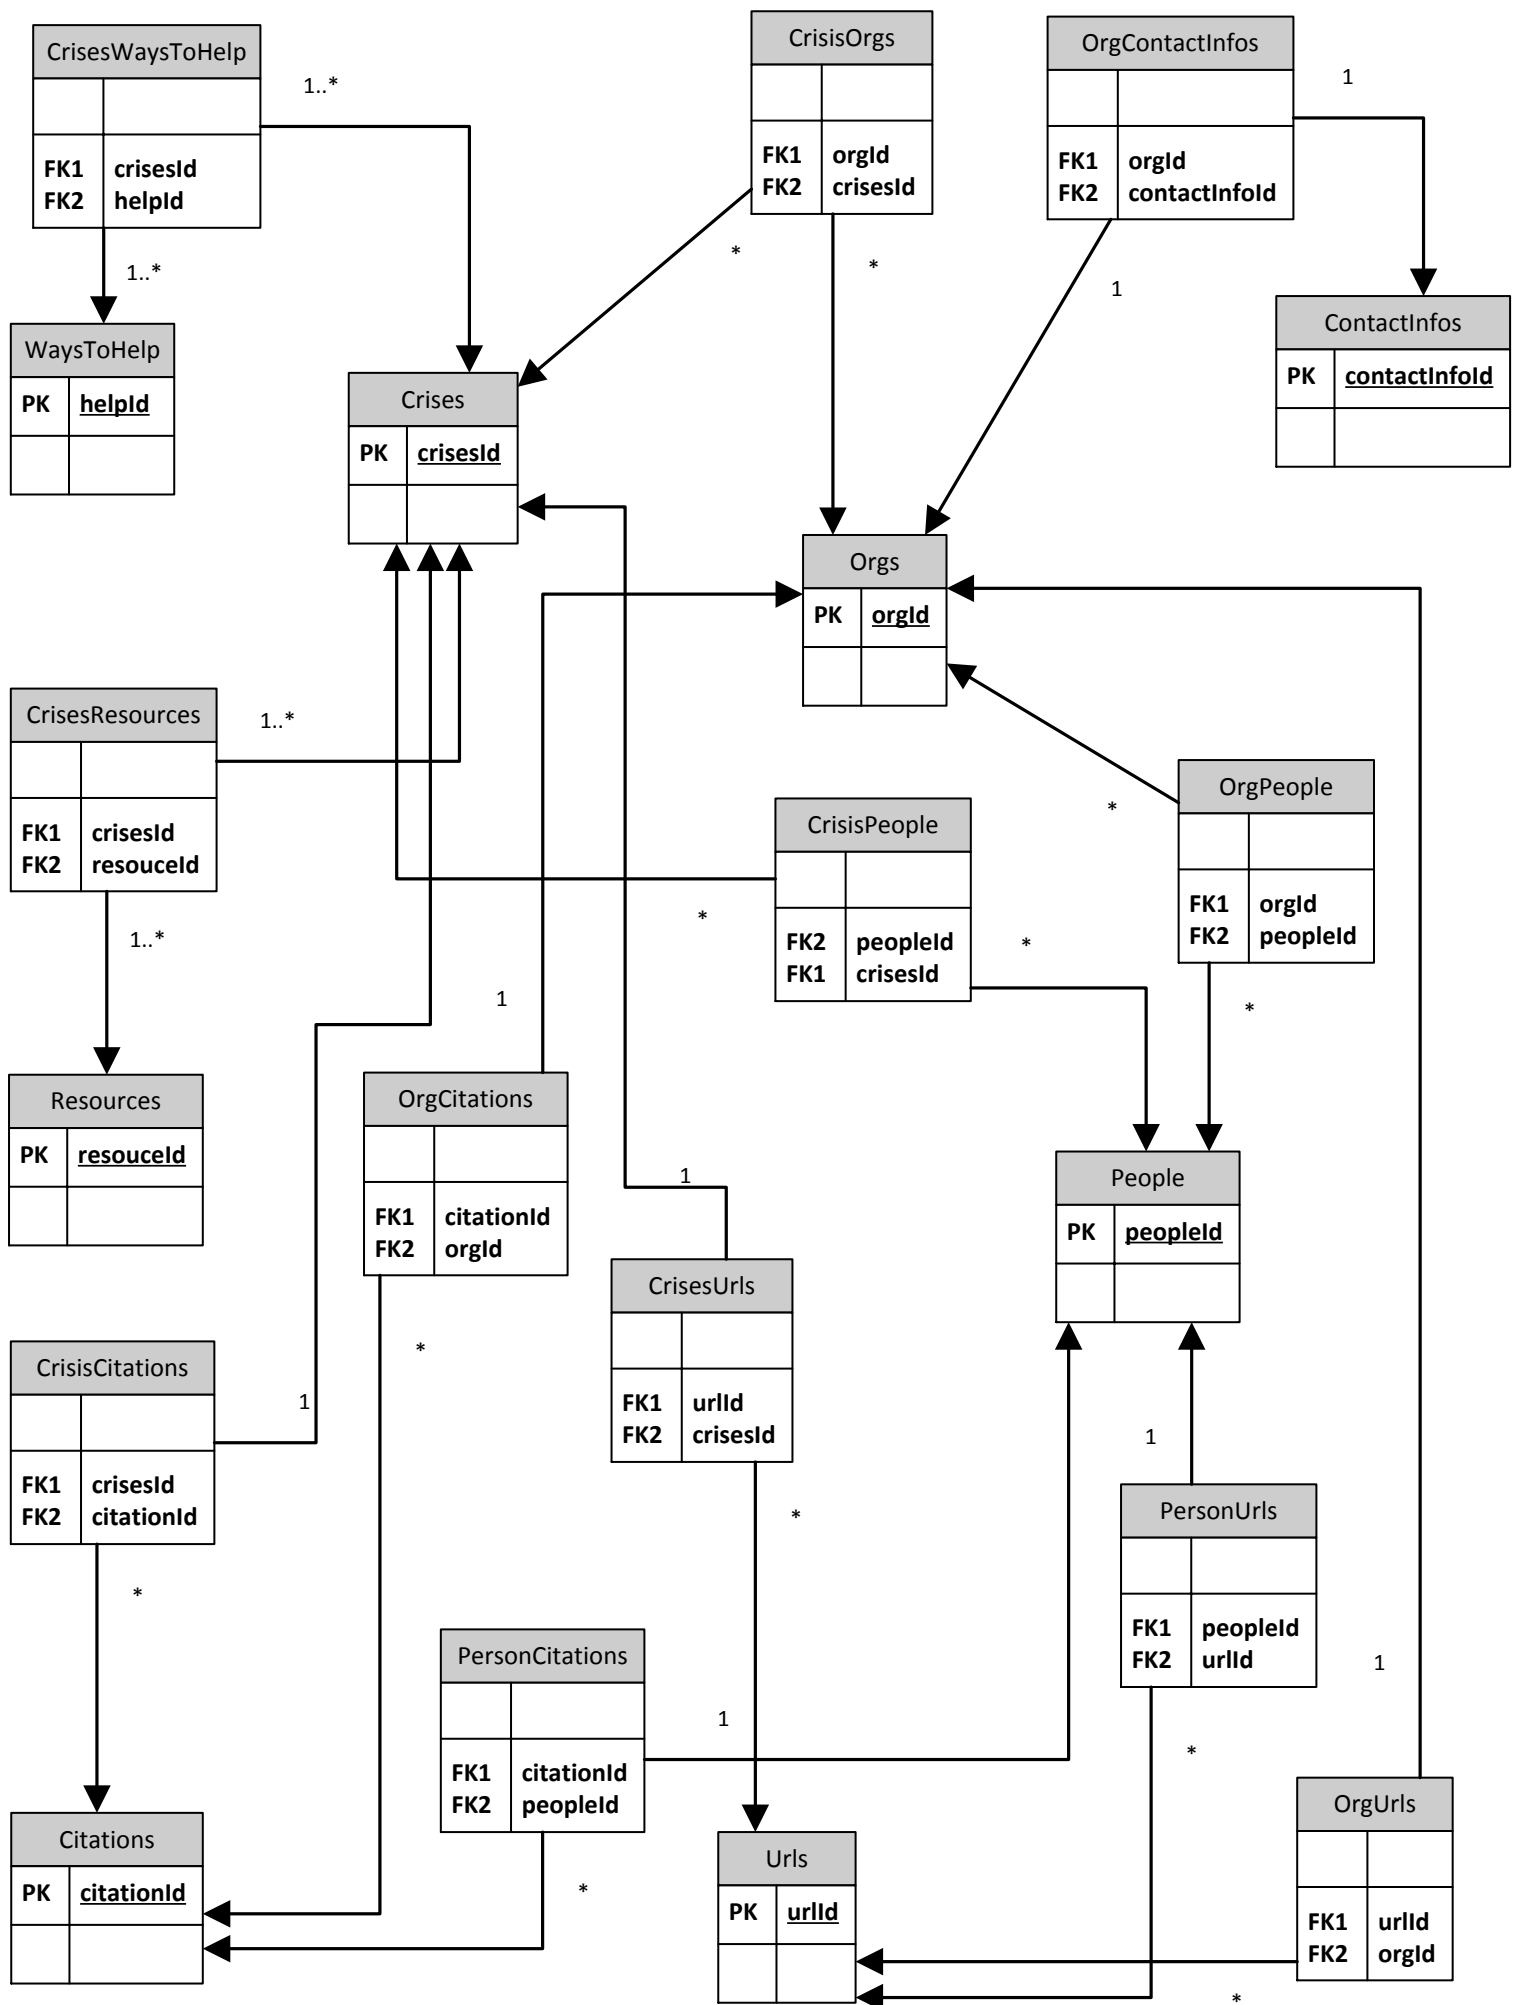 CrisesWaysToHelp
FK1 crisesId
FK2 helpId
1..*
1..*
CrisisOrgs
FK1 orgId
FK2 crisesId
*
*
OrgContactInfos
FK1 orgId
FK2 contactInfoId
1
1
WaysToHelp
PK helpId
Crises
PK crisesId
ContactInfos
PK contactInfoId
Orgs
PK orgId
CrisesResources
FK1 crisesId
FK2 resouceId
1..*
1..*
CrisisPeople
FK2 peopleId
FK1 crisesId
*
*
OrgPeople
FK1 orgId
FK2 peopleId
*
*
Resources
PK resouceId
OrgCitations
FK1 citationId
FK2 orgId
1
*
People
PK peopleId
CrisesUrls
FK1 urlId
FK2 crisesId
1
*
CrisisCitations
FK1 crisesId
FK2 citationId
1
*
PersonUrls
FK1 peopleId
FK2 urlId
1
*
PersonCitations
FK1 citationId
FK2 peopleId
1
*
OrgUrls
FK1 urlId
FK2 orgId
1
*
Citations
PK citationId
Urls
PK urlId